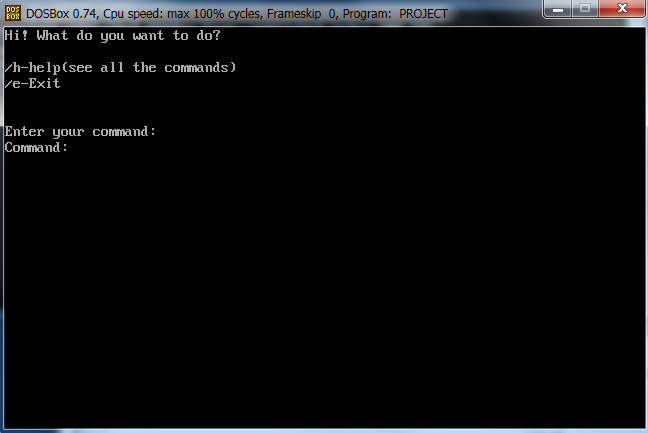 DOS
BOX
DOSBox 0.74, Cpu speed: max 100% cycles, Frameskip 0, Program: PROJECT
Hi! What do you want to do?
/h-help(see all the commands)
/e-Exit
Enter your command:
Command: